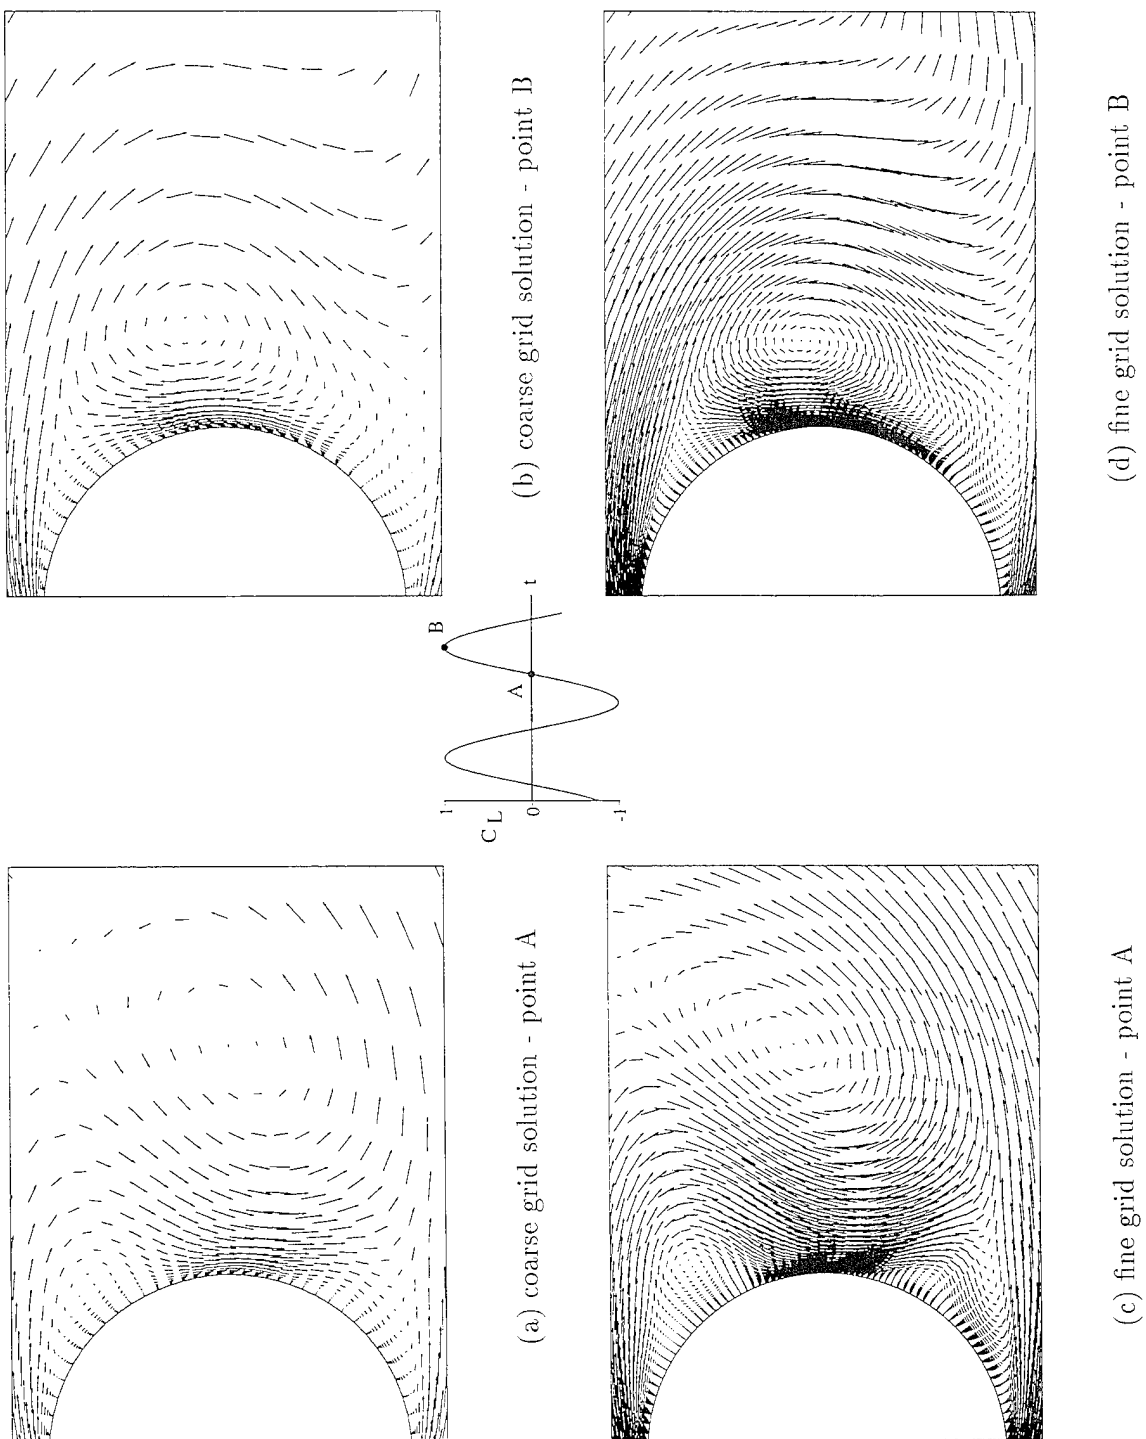 (a) coarse grid solution - point A
(b) coarse grid solution - point B
1
C_L
0
-1
A
B
t
(c) fine grid solution - point A
(d) fine grid solution - point B